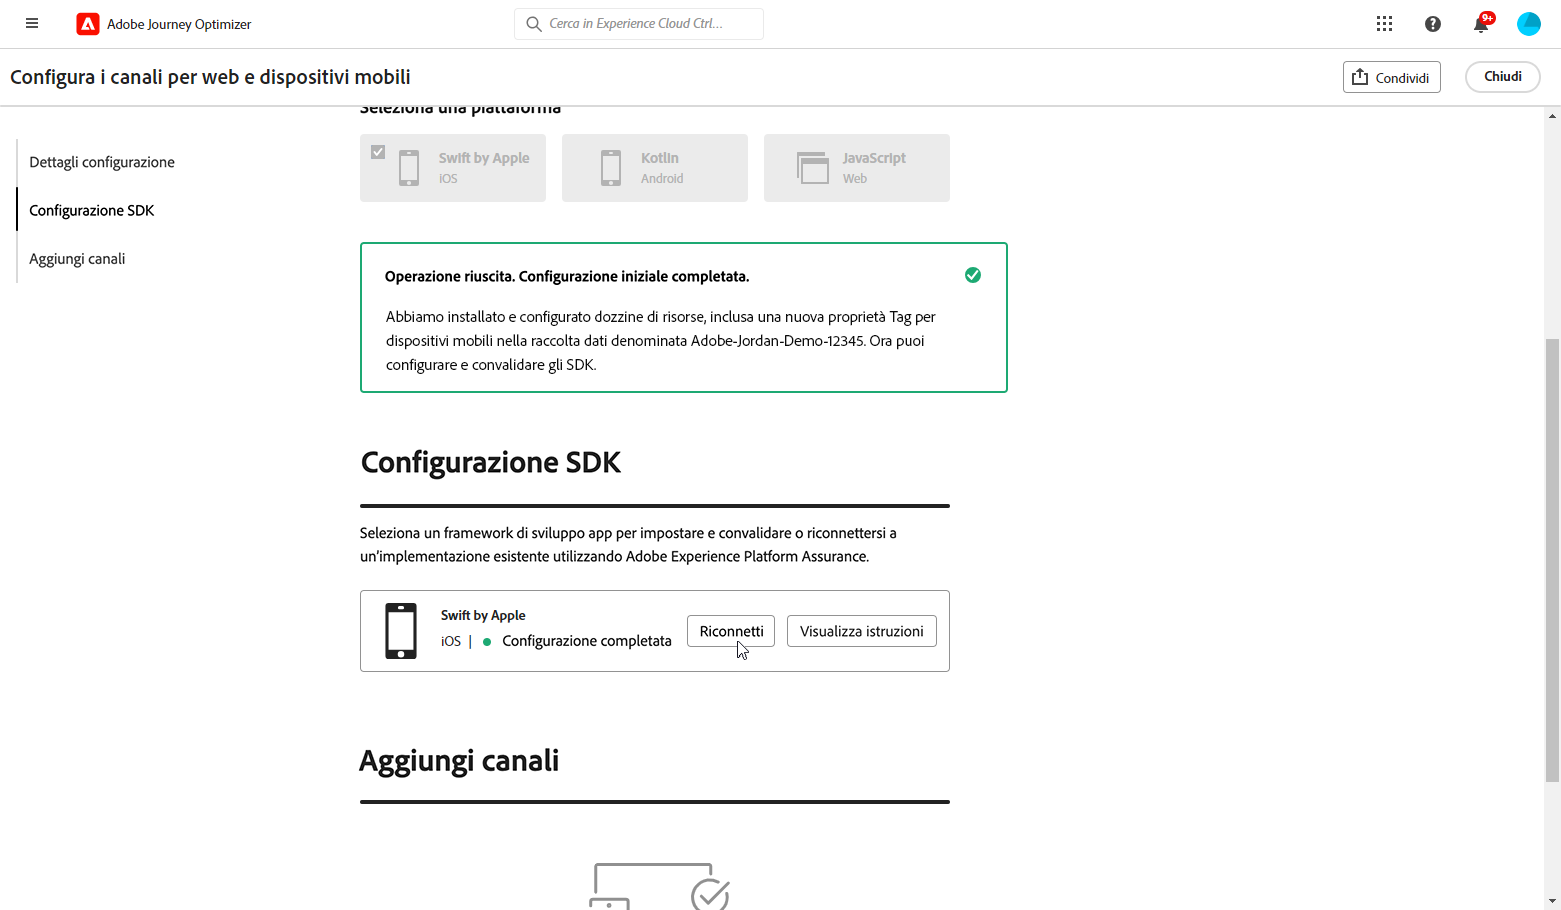 Adobe Journey Optimizer
Cerca in Experience Cloud Ctrl...
9+
Configura i canali per web e dispositivi mobili
Condividi
Chiudi
Seleziona una piattaforma
Dettagli configurazione
Configurazione SDK
Aggiungi canali
Swift by Apple
iOS
Kotlin
Android
JavaScript
Web
Operazione riuscita. Configurazione iniziale completata.
Abbiamo installato e configurato dozzine di risorse, inclusa una nuova proprietà Tag per
dispositivi mobili nella raccolta dati denominata Adobe-Jordan-Demo-12345. Ora puoi
configurare e convalidare gli SDK.
Configurazione SDK
Seleziona un framework di sviluppo app per impostare e convalidare o riconnettersi a
un'implementazione esistente utilizzando Adobe Experience Platform Assurance.
Swift by Apple
iOS | Configurazione completata
Riconnetti
Visualizza istruzioni
Aggiungi canali